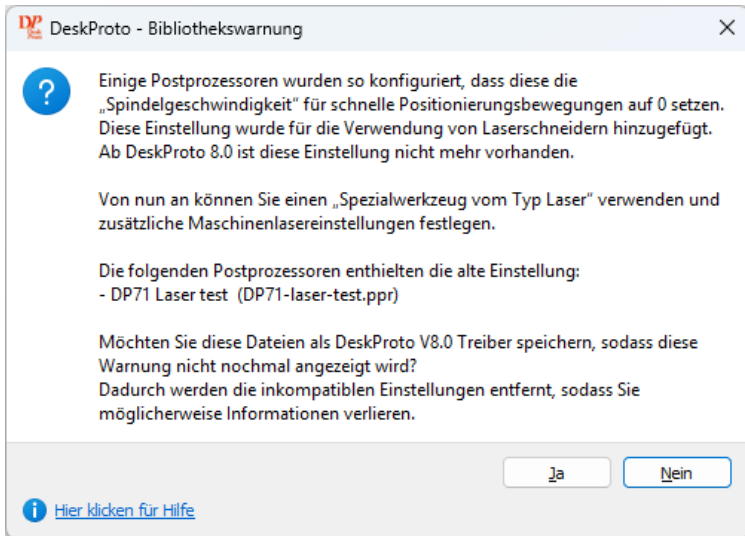 DeskProto - Bibliothekswarnung
Einige Postprozessoren wurden so konfiguriert, dass diese die
„Spindelgeschwindigkeit“ für schnelle Positionierungsbewegungen auf 0 setzen.
Diese Einstellung wurde für die Verwendung von Laserschneidern hinzugefügt.
Ab DeskProto 8.0 ist diese Einstellung nicht mehr vorhanden.
Von nun an können Sie einen „Spezialwerkzeug vom Typ Laser“ verwenden und
zusätzliche Maschinenlasereinstellungen festlegen.
Die folgenden Postprozessoren enthielten die alte Einstellung:
- DP71 Laser test (DP71-laser-test.ppr)
Möchten Sie diese Dateien als DeskProto V8.0 Treiber speichern, sodass diese
Warnung nicht nochmal angezeigt wird?
Dadurch werden die inkompatiblen Einstellungen entfernt, sodass Sie
möglicherweise Informationen verlieren.
Ja Nein
Hier klicken für Hilfe